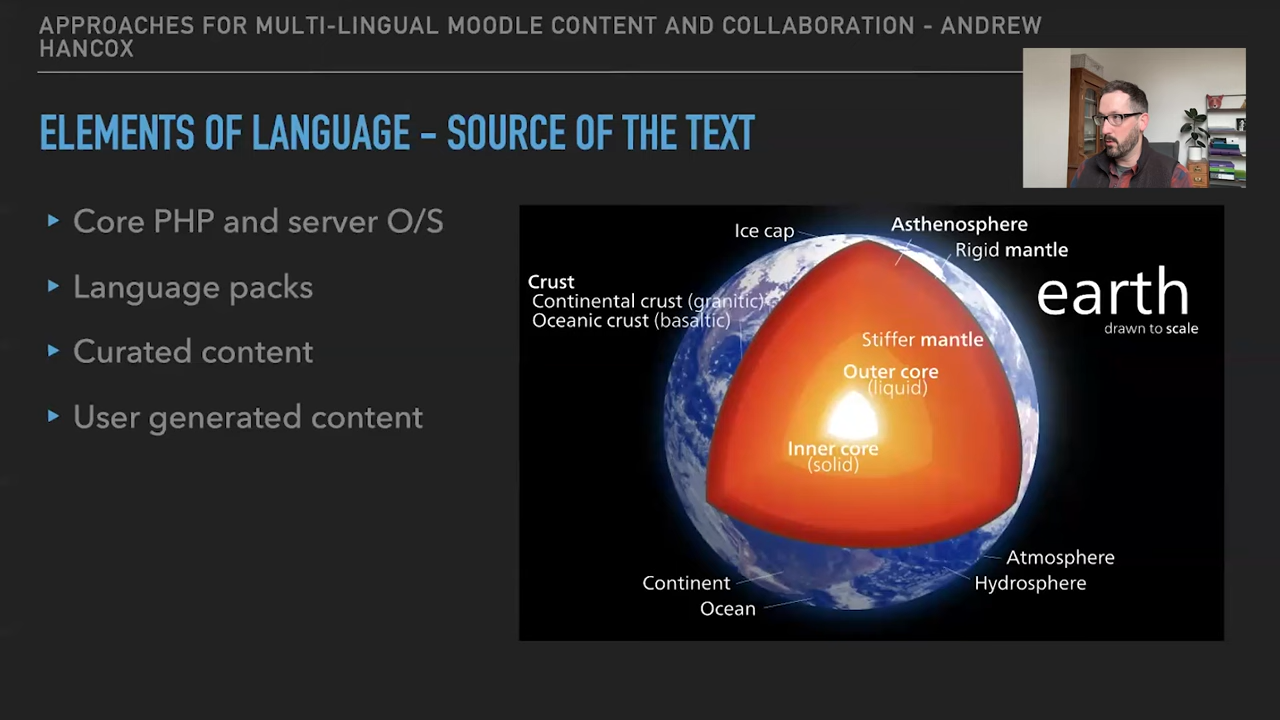 APPROACHES FOR MULTI-LINGUAL MOODLE CONTENT AND COLLABORATION - ANDREW
HANCOX
ELEMENTS OF LANGUAGE - SOURCE OF THE TEXT
Core PHP and server O/S
Language packs
Curated content
User generated content
Ice cap
Asthenosphere
Rigid mantle
Crust
Continental crust (granitic)
Oceanic crust (basaltic)
earth
drawn to scale
Stiffer mantle
Outer core
(liquid)
Inner core
(solid)
Atmosphere
Continent
Hydrosphere
Ocean